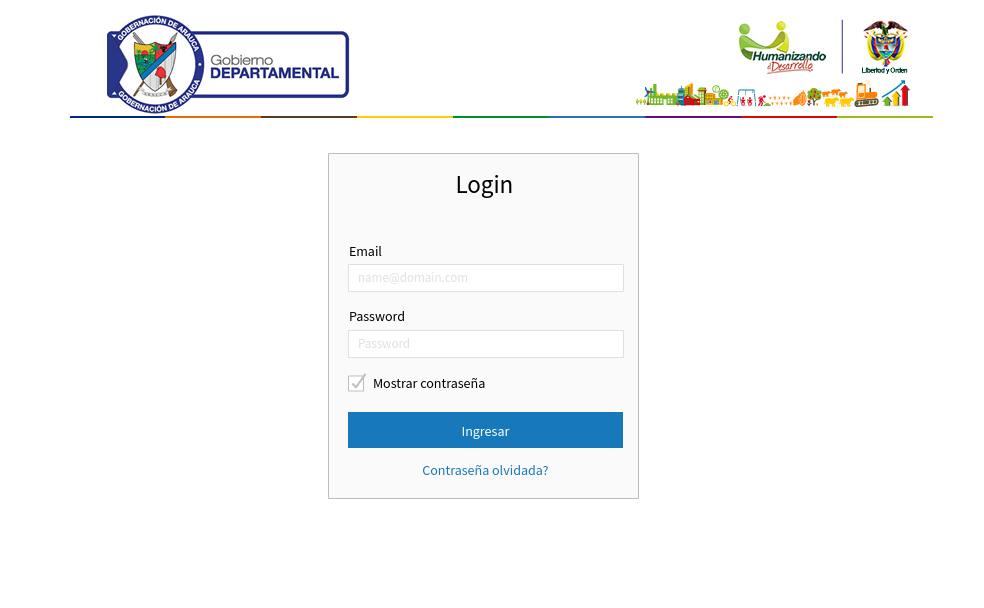 GOBERNACIÓN DE ARAUCA
Gobierno
DEPARTAMENTAL
GOBERNACIÓN DE ARAUCA
Humanizando
el Desarrollo
Libertad y Orden
Login
Email
name@domain.com
Password
Password
Mostrar contraseña
Ingresar
Contraseña olvidada?